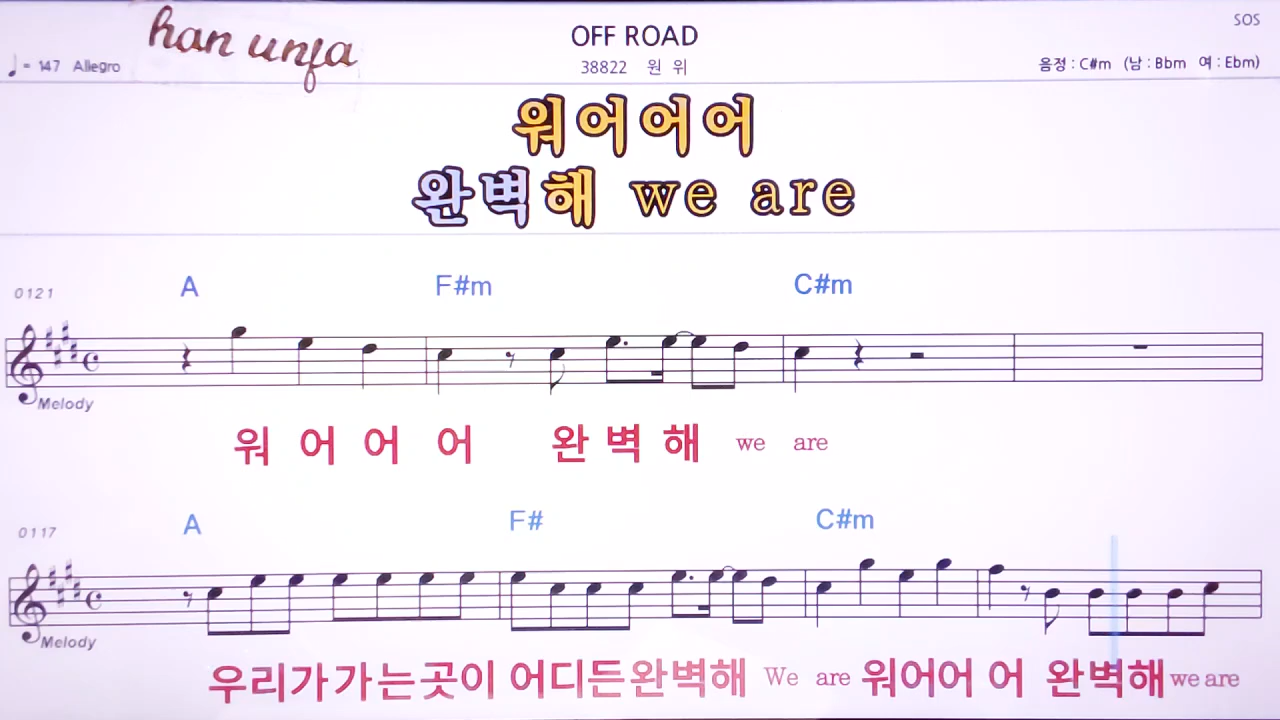 SOS
han unja
OFF ROAD
♩ = 147 Allegro
38822 원 위
음정 : C#m (남 : Bbm 여 : Ebm)
워어어어
완벽해 we are
0121
A F#m C#m
Melody
워 어 어 어 완 벽 해 we are
0117
A F# C#m
Melody
우리가가는곳이 어디든완벽해 We are 워어어 어 완벽해 we are